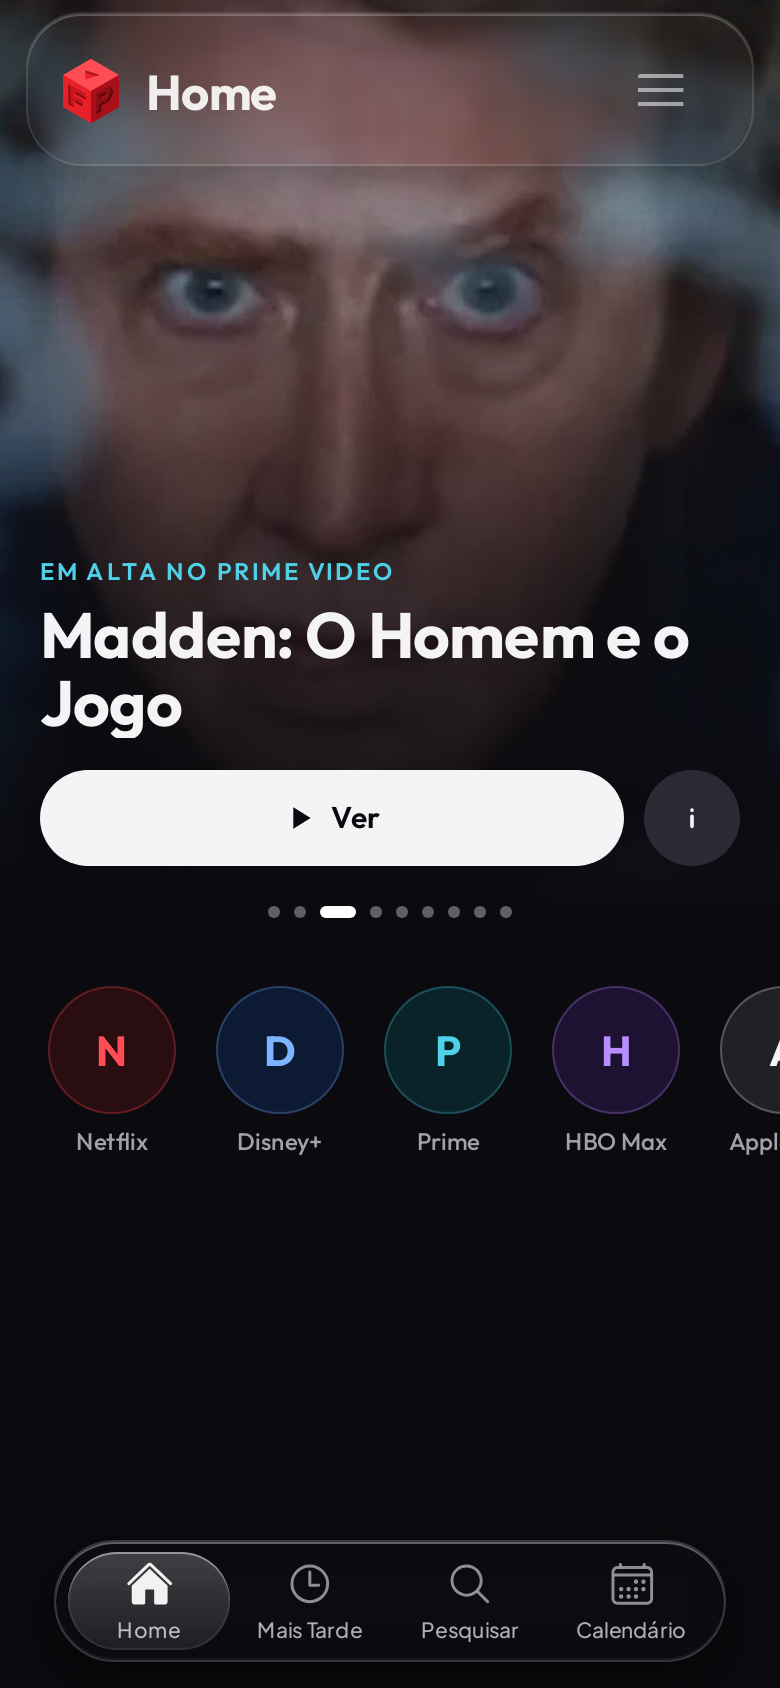 Home
EM ALTA NO PRIME VIDEO
Madden: O Homem e o
Jogo
Ver
i
N
D
P
H
Netflix
Disney+
Prime
HBO Max
Appl
Home
Mais Tarde
Pesquisar
Calendário